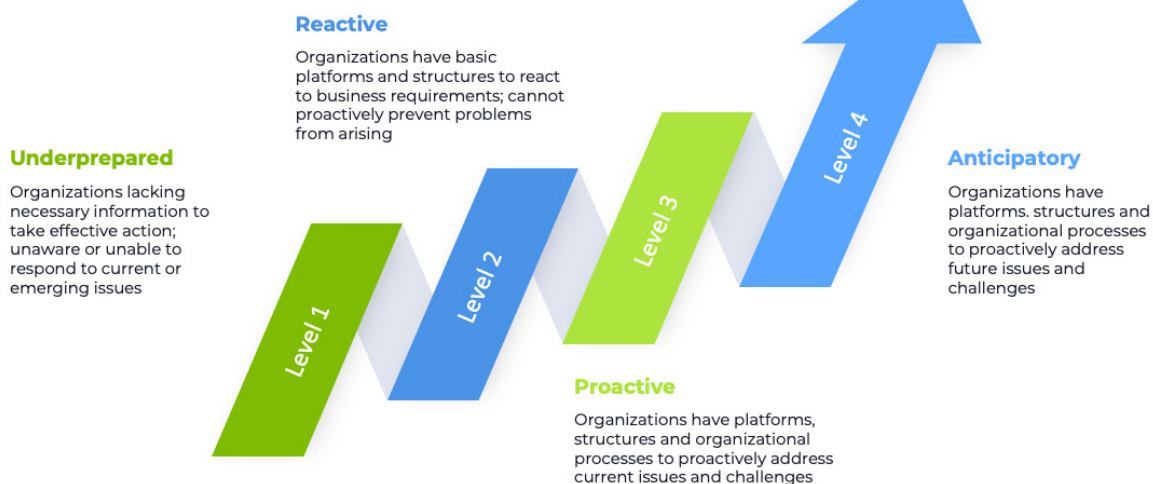 Underprepared
Organizations lacking
necessary information to
take effective action;
unaware or unable to
respond to current or
emerging issues
Level 1
Reactive
Organizations have basic
platforms and structures to react
to business requirements; cannot
proactively prevent problems
from arising
Level 2
Level 3
Proactive
Organizations have platforms,
structures and organizational
processes to proactively address
current issues and challenges
Level 4
Anticipatory
Organizations have
platforms. structures and
organizational processes
to proactively address
future issues and
challenges